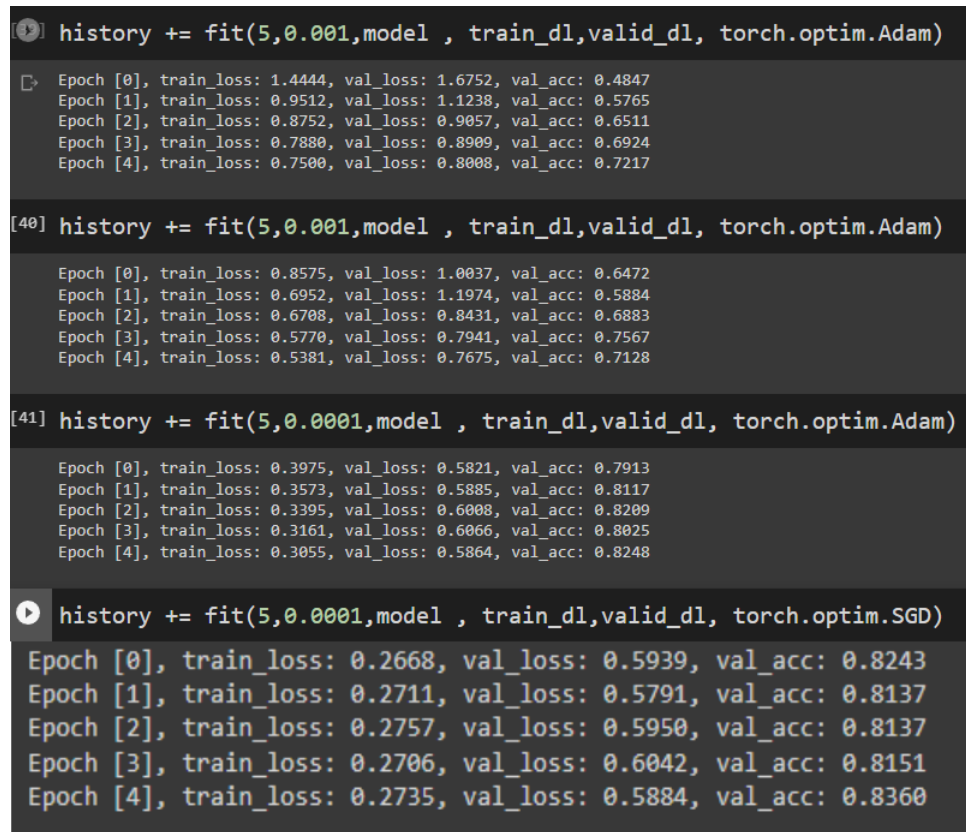 history += fit(5,0.001,model , train_dl,valid_dl, torch.optim.Adam)
Epoch [0], train_loss: 1.4444, val_loss: 1.6752, val_acc: 0.4847
Epoch [1], train_loss: 0.9512, val_loss: 1.1238, val_acc: 0.5765
Epoch [2], train_loss: 0.8752, val_loss: 0.9057, val_acc: 0.6511
Epoch [3], train_loss: 0.7880, val_loss: 0.8909, val_acc: 0.6924
Epoch [4], train_loss: 0.7500, val_loss: 0.8008, val_acc: 0.7217
[40] history += fit(5,0.001,model , train_dl,valid_dl, torch.optim.Adam)
Epoch [0], train_loss: 0.8575, val_loss: 1.0037, val_acc: 0.6472
Epoch [1], train_loss: 0.6952, val_loss: 1.1974, val_acc: 0.5884
Epoch [2], train_loss: 0.6708, val_loss: 0.8431, val_acc: 0.6883
Epoch [3], train_loss: 0.5770, val_loss: 0.7941, val_acc: 0.7567
Epoch [4], train_loss: 0.5381, val_loss: 0.7675, val_acc: 0.7128
[41] history += fit(5,0.0001,model , train_dl,valid_dl, torch.optim.Adam)
Epoch [0], train_loss: 0.3975, val_loss: 0.5821, val_acc: 0.7913
Epoch [1], train_loss: 0.3573, val_loss: 0.5885, val_acc: 0.8117
Epoch [2], train_loss: 0.3395, val_loss: 0.6008, val_acc: 0.8209
Epoch [3], train_loss: 0.3161, val_loss: 0.6066, val_acc: 0.8025
Epoch [4], train_loss: 0.3055, val_loss: 0.5864, val_acc: 0.8248
history += fit(5,0.0001,model , train_dl,valid_dl, torch.optim.SGD)
Epoch [0], train_loss: 0.2668, val_loss: 0.5939, val_acc: 0.8243
Epoch [1], train_loss: 0.2711, val_loss: 0.5791, val_acc: 0.8137
Epoch [2], train_loss: 0.2757, val_loss: 0.5950, val_acc: 0.8137
Epoch [3], train_loss: 0.2706, val_loss: 0.6042, val_acc: 0.8151
Epoch [4], train_loss: 0.2735, val_loss: 0.5884, val_acc: 0.8360